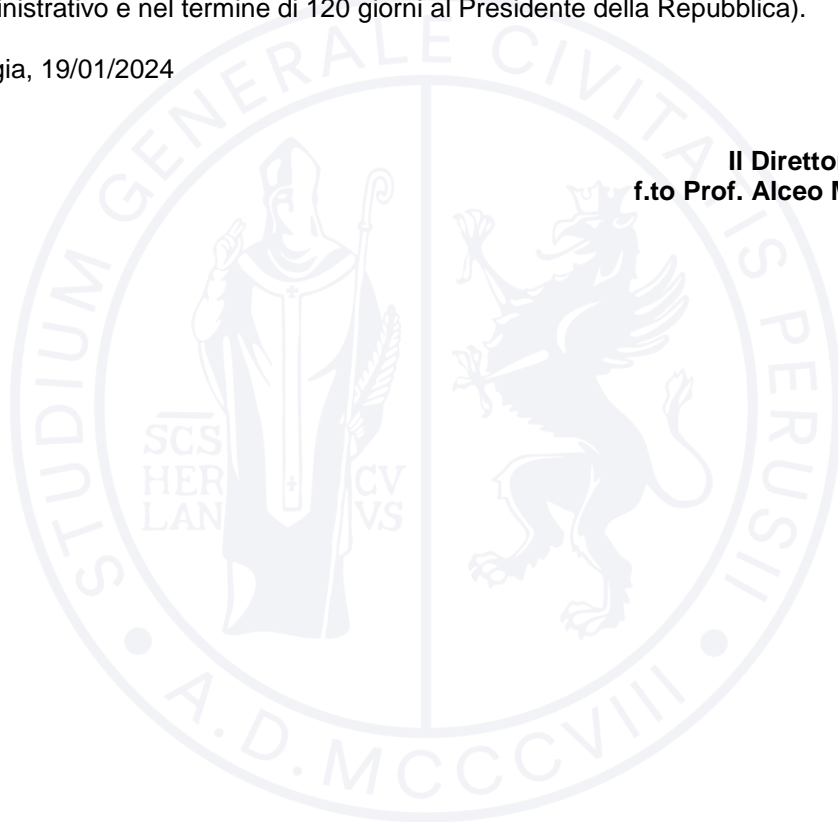 nistrativo e nel termine di 120 giorni al Presidente della Repubblica).
gia, 19/01/2024
Il Diretto
f.to Prof. Alceo M
STUDIUM GENERALE CIVITATIS PERUSII
SCS
HER CV
LAN VS
A.D. MCCCVIII